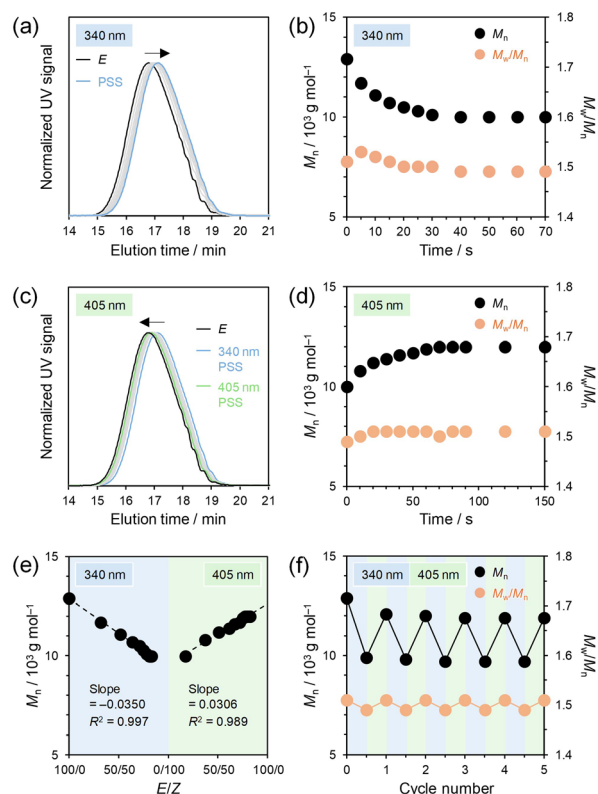 (a)
340 nm
E
PSS
Normalized UV signal
14 15 16 17 18 19 20 21
Elution time / min
(b)
340 nm
Mn
Mw/Mn
Mn / 10³ g mol⁻¹
15
10
5
1.8
1.7
1.6
1.5
1.4
Mw/Mn
0 10 20 30 40 50 60 70
Time / s
(c)
405 nm
E
340 nm
PSS
405 nm
PSS
Normalized UV signal
14 15 16 17 18 19 20 21
Elution time / min
(d)
405 nm
Mn
Mw/Mn
Mn / 10³ g mol⁻¹
15
10
5
1.8
1.7
1.6
1.5
1.4
Mw/Mn
0 50 100 150
Time / s
(e)
340 nm
405 nm
Mn / 10³ g mol⁻¹
15
10
5
Slope
= –0.0350
R² = 0.997
Slope
= 0.0306
R² = 0.989
100/0 50/50 0/100 50/50 100/0
E/Z
(f)
340 nm 405 nm
Mn
Mw/Mn
Mn / 10³ g mol⁻¹
15
10
5
1.8
1.7
1.6
1.5
1.4
Mw/Mn
0 1 2 3 4 5
Cycle number